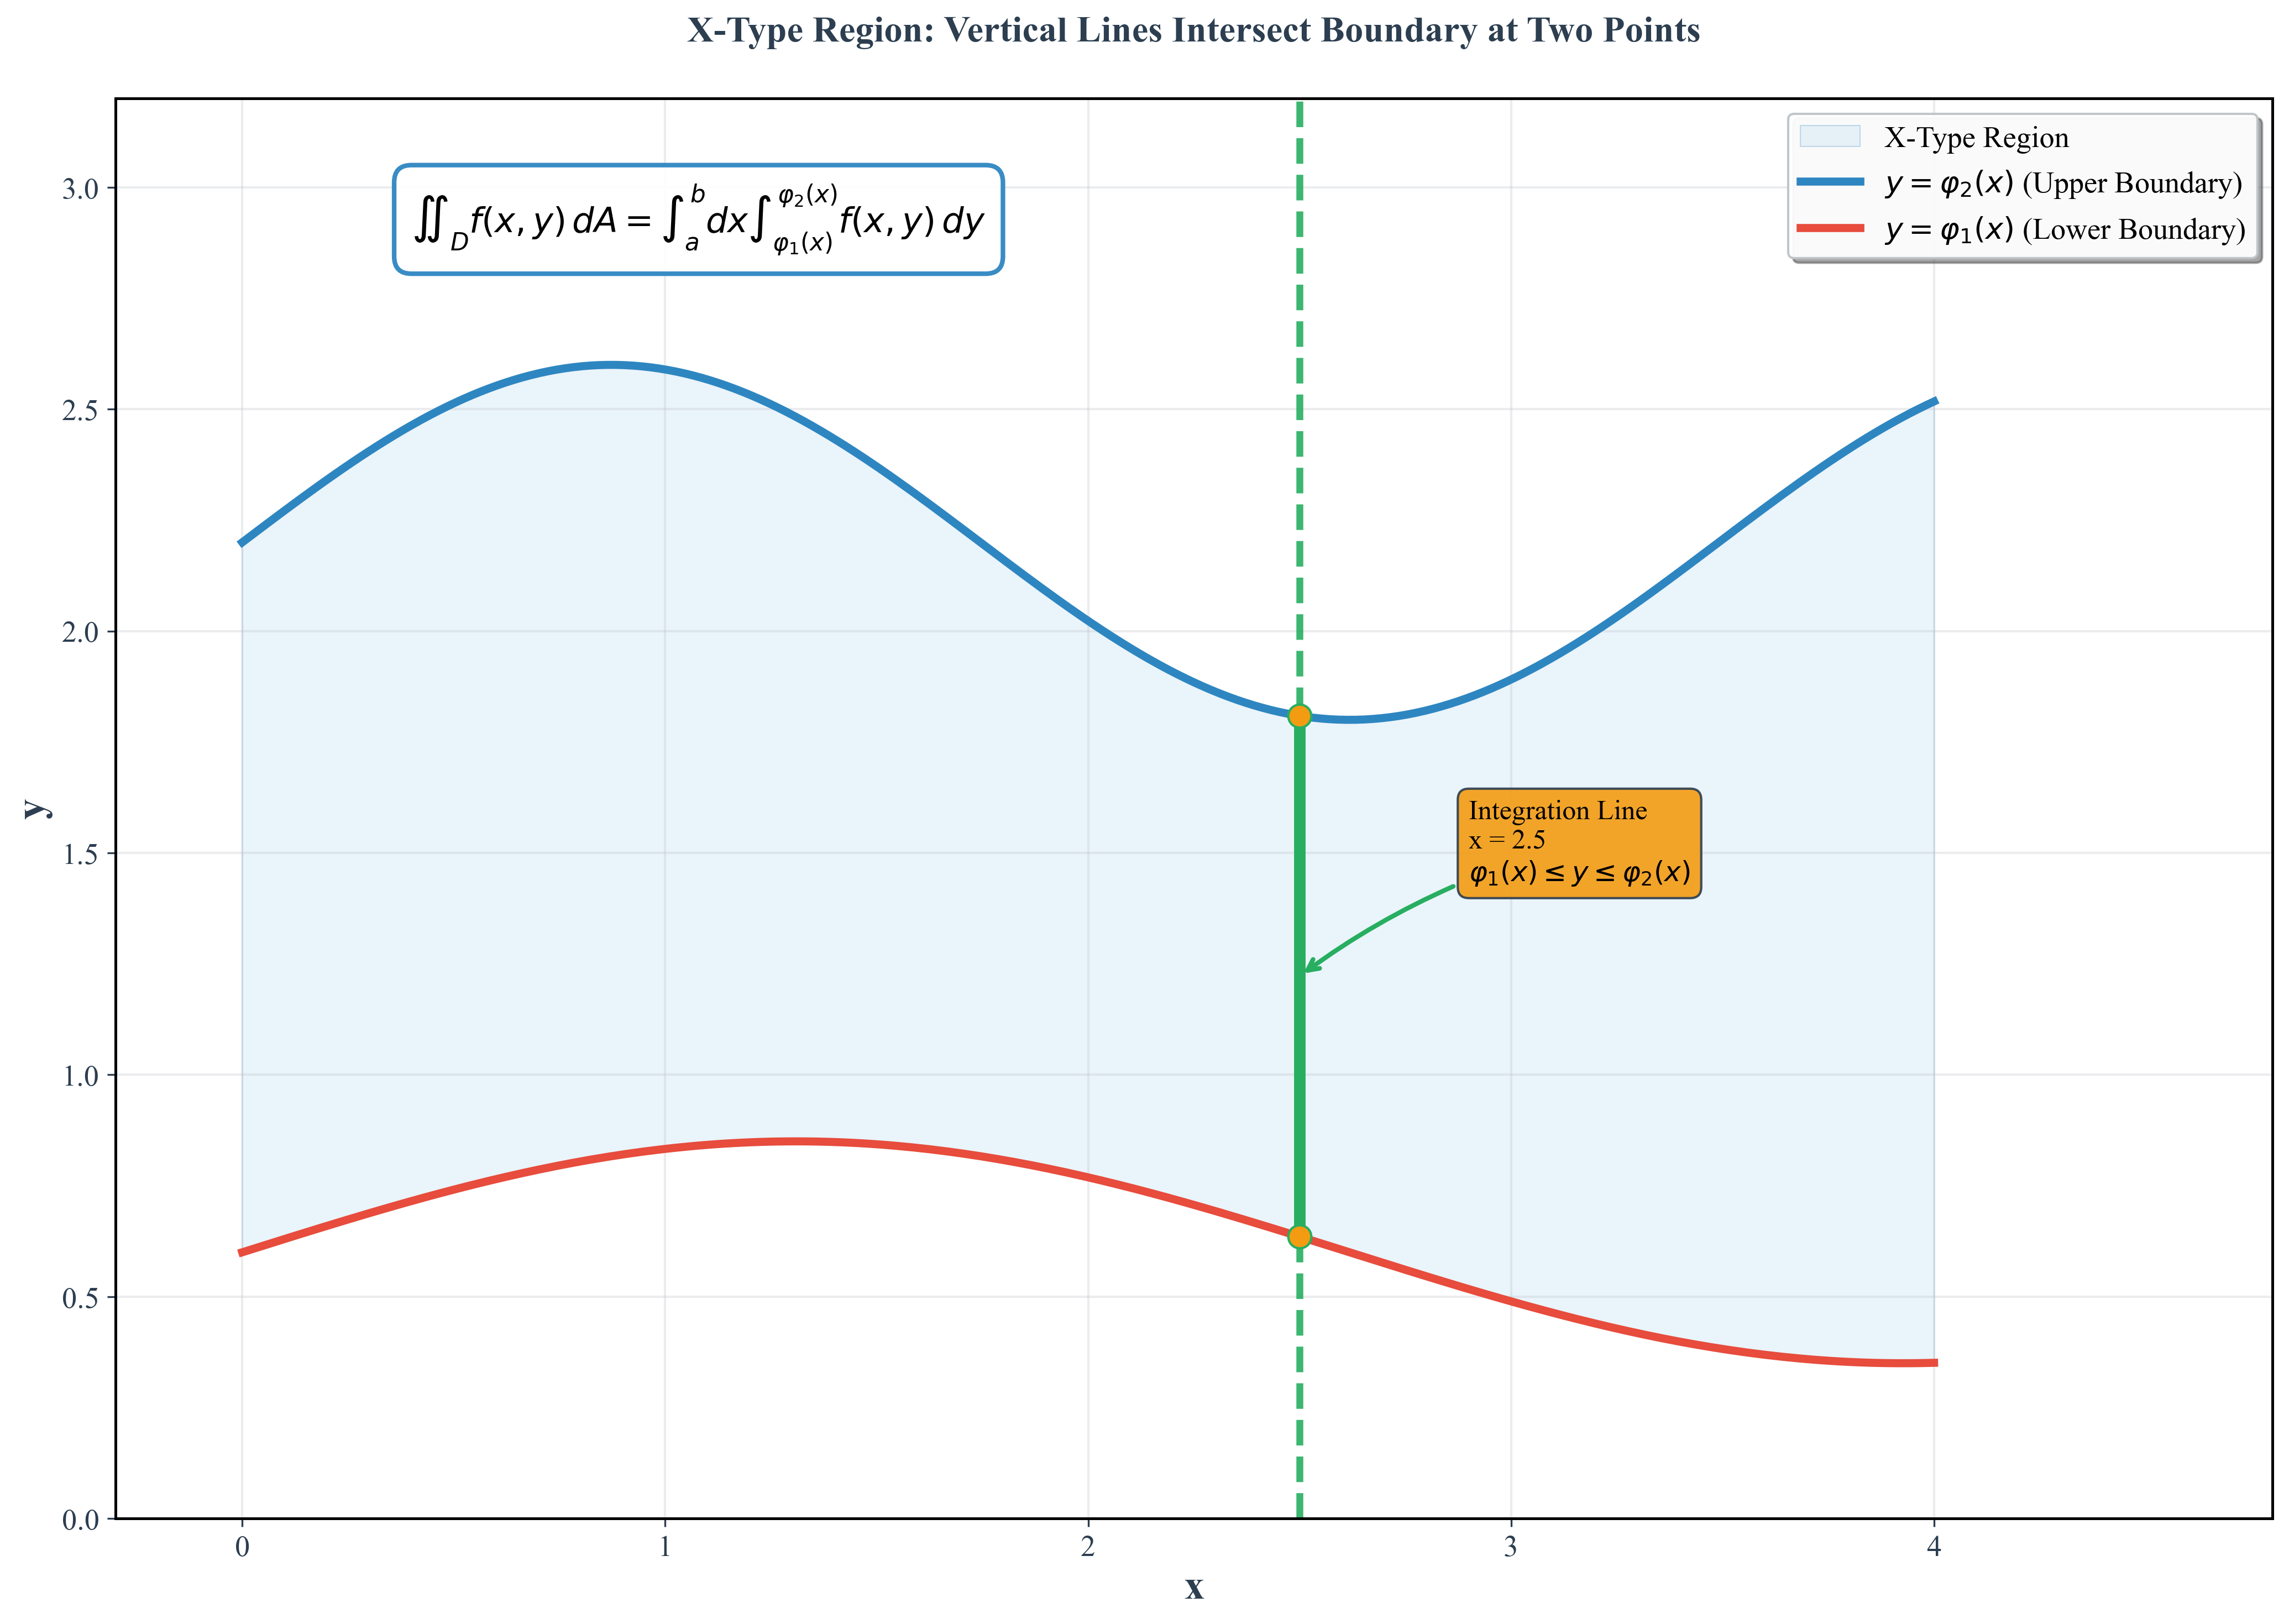 X-Type Region: Vertical Lines Intersect Boundary at Two Points
∬_D f(x, y) dA = ∫_a^b dx ∫_{φ₁(x)}^{φ₂(x)} f(x, y) dy
X-Type Region
y = φ₂(x) (Upper Boundary)
y = φ₁(x) (Lower Boundary)
3.0
2.5
2.0
1.5
1.0
0.5
0.0
y
Integration Line
x = 2.5
φ₁(x) ≤ y ≤ φ₂(x)
0 1 2 3 4
x